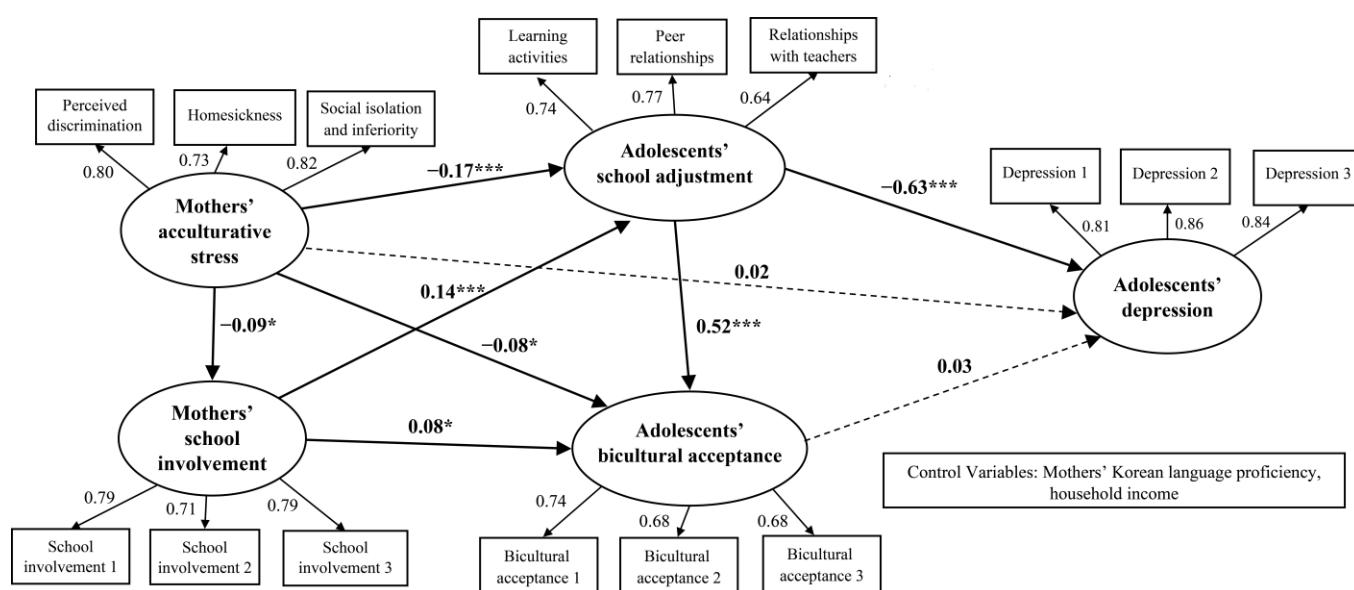 Learning
activities
Peer
relationships
Relationships
with teachers
0.74
0.77
0.64
Perceived
discrimination
Homesickness
Social isolation
and inferiority
0.80
0.73
0.82
Adolescents’
school adjustment
−0.17***
−0.63***
Depression 1
Depression 2
Depression 3
0.81
0.86
0.84
Mothers’
acculturative
stress
0.02
Adolescents’
depression
0.14***
−0.09*
−0.08*
0.52***
0.03
Mothers’
school
involvement
0.08*
Adolescents’
bicultural acceptance
Control Variables: Mothers’ Korean language proficiency,
household income
0.79
0.71
0.79
School
involvement 1
School
involvement 2
School
involvement 3
0.74
0.68
0.68
Bicultural
acceptance 1
Bicultural
acceptance 2
Bicultural
acceptance 3